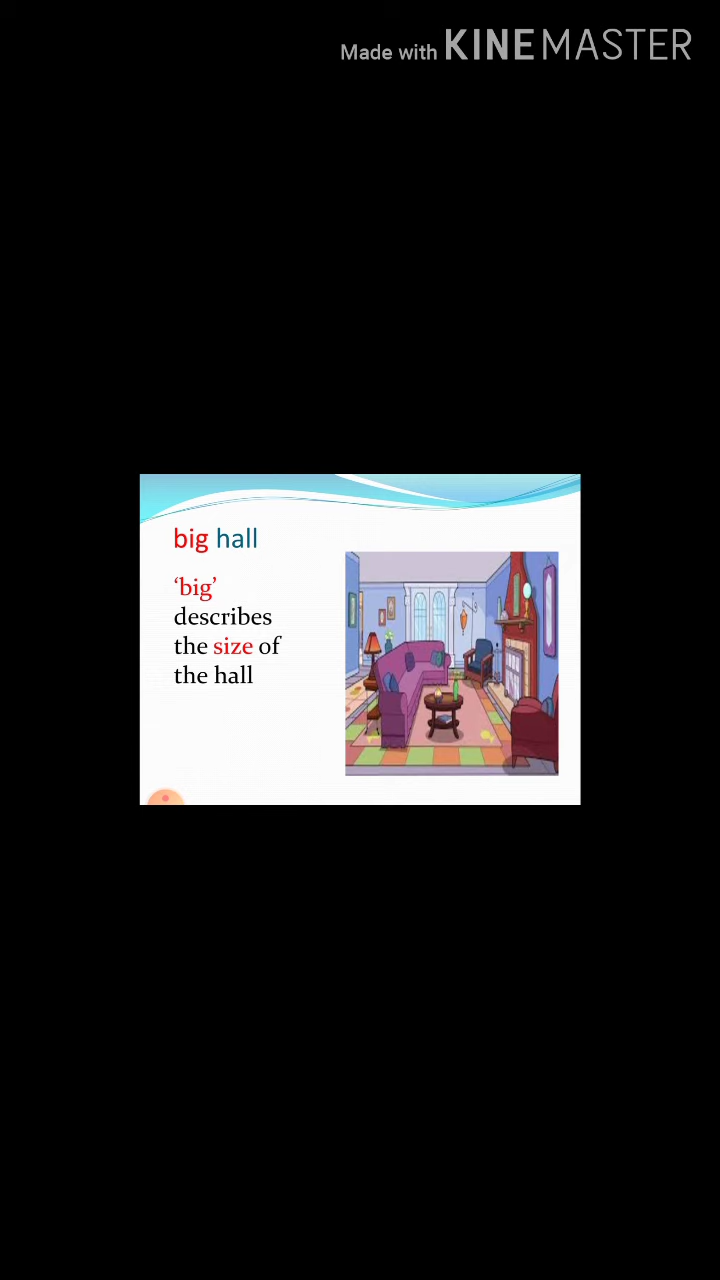 Made with KINEMASTER
big hall
‘big’
describes
the size of
the hall